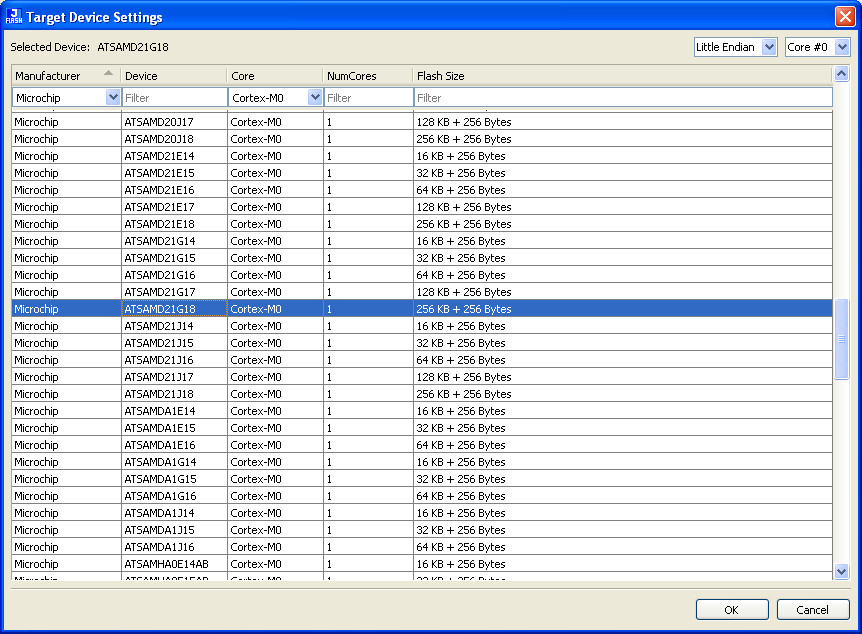 J FLASH Target Device Settings
Selected Device: ATSAMD21G18 Little Endian Core #0
Manufacturer Device Core NumCores Flash Size
Microchip Filter Cortex-M0 Filter Filter
Microchip ATSAMD20J17 Cortex-M0 1 128 KB + 256 Bytes
Microchip ATSAMD20J18 Cortex-M0 1 256 KB + 256 Bytes
Microchip ATSAMD21E14 Cortex-M0 1 16 KB + 256 Bytes
Microchip ATSAMD21E15 Cortex-M0 1 32 KB + 256 Bytes
Microchip ATSAMD21E16 Cortex-M0 1 64 KB + 256 Bytes
Microchip ATSAMD21E17 Cortex-M0 1 128 KB + 256 Bytes
Microchip ATSAMD21E18 Cortex-M0 1 256 KB + 256 Bytes
Microchip ATSAMD21G14 Cortex-M0 1 16 KB + 256 Bytes
Microchip ATSAMD21G15 Cortex-M0 1 32 KB + 256 Bytes
Microchip ATSAMD21G16 Cortex-M0 1 64 KB + 256 Bytes
Microchip ATSAMD21G17 Cortex-M0 1 128 KB + 256 Bytes
Microchip ATSAMD21G18 Cortex-M0 1 256 KB + 256 Bytes
Microchip ATSAMD21J14 Cortex-M0 1 16 KB + 256 Bytes
Microchip ATSAMD21J15 Cortex-M0 1 32 KB + 256 Bytes
Microchip ATSAMD21J16 Cortex-M0 1 64 KB + 256 Bytes
Microchip ATSAMD21J17 Cortex-M0 1 128 KB + 256 Bytes
Microchip ATSAMD21J18 Cortex-M0 1 256 KB + 256 Bytes
Microchip ATSAMDA1E14 Cortex-M0 1 16 KB + 256 Bytes
Microchip ATSAMDA1E15 Cortex-M0 1 32 KB + 256 Bytes
Microchip ATSAMDA1E16 Cortex-M0 1 64 KB + 256 Bytes
Microchip ATSAMDA1G14 Cortex-M0 1 16 KB + 256 Bytes
Microchip ATSAMDA1G15 Cortex-M0 1 32 KB + 256 Bytes
Microchip ATSAMDA1G16 Cortex-M0 1 64 KB + 256 Bytes
Microchip ATSAMDA1J14 Cortex-M0 1 16 KB + 256 Bytes
Microchip ATSAMDA1J15 Cortex-M0 1 32 KB + 256 Bytes
Microchip ATSAMDA1J16 Cortex-M0 1 64 KB + 256 Bytes
Microchip ATSAMHA0E14AB Cortex-M0 1 16 KB + 256 Bytes
OK Cancel